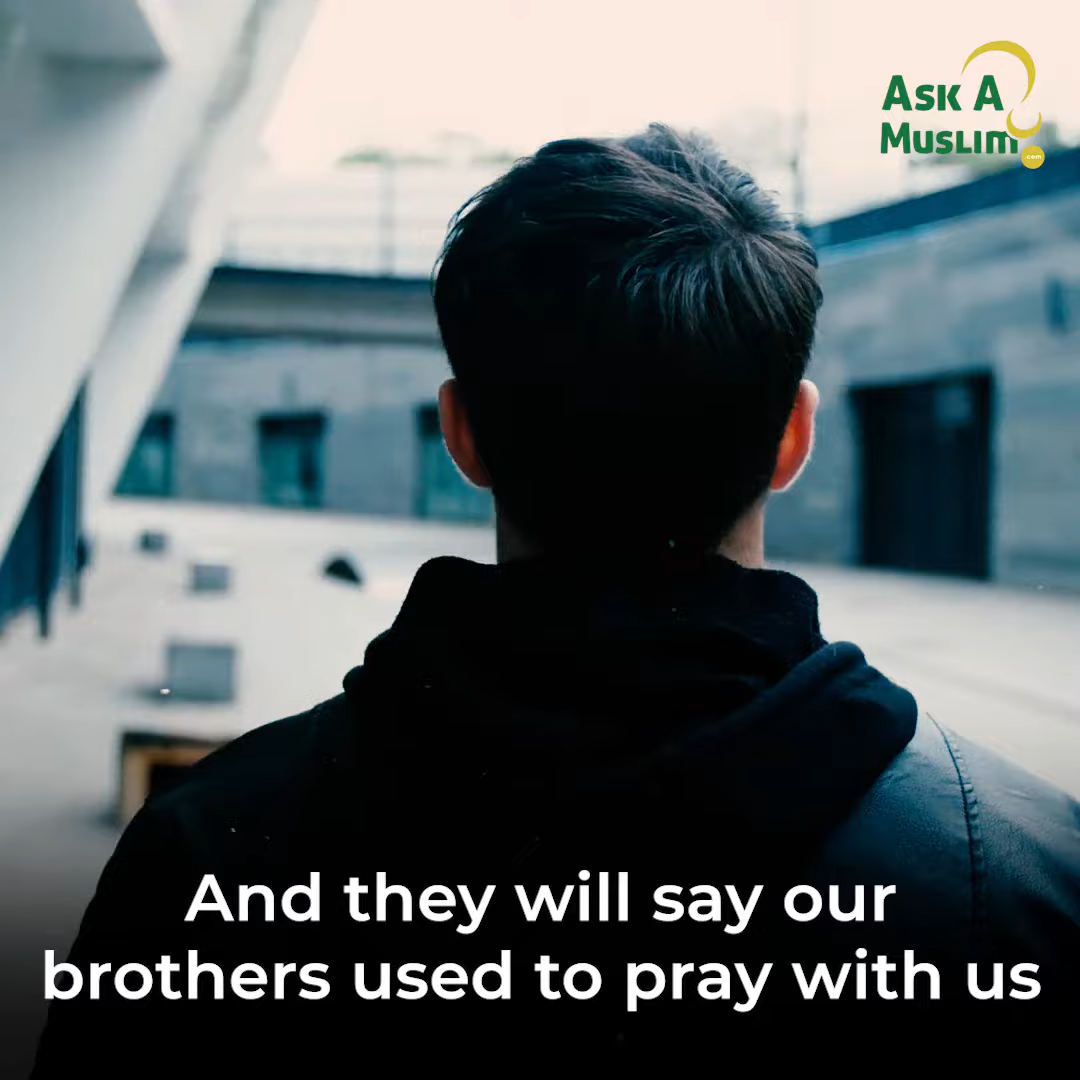 Ask A
Muslim
.com
And they will say our
brothers used to pray with us